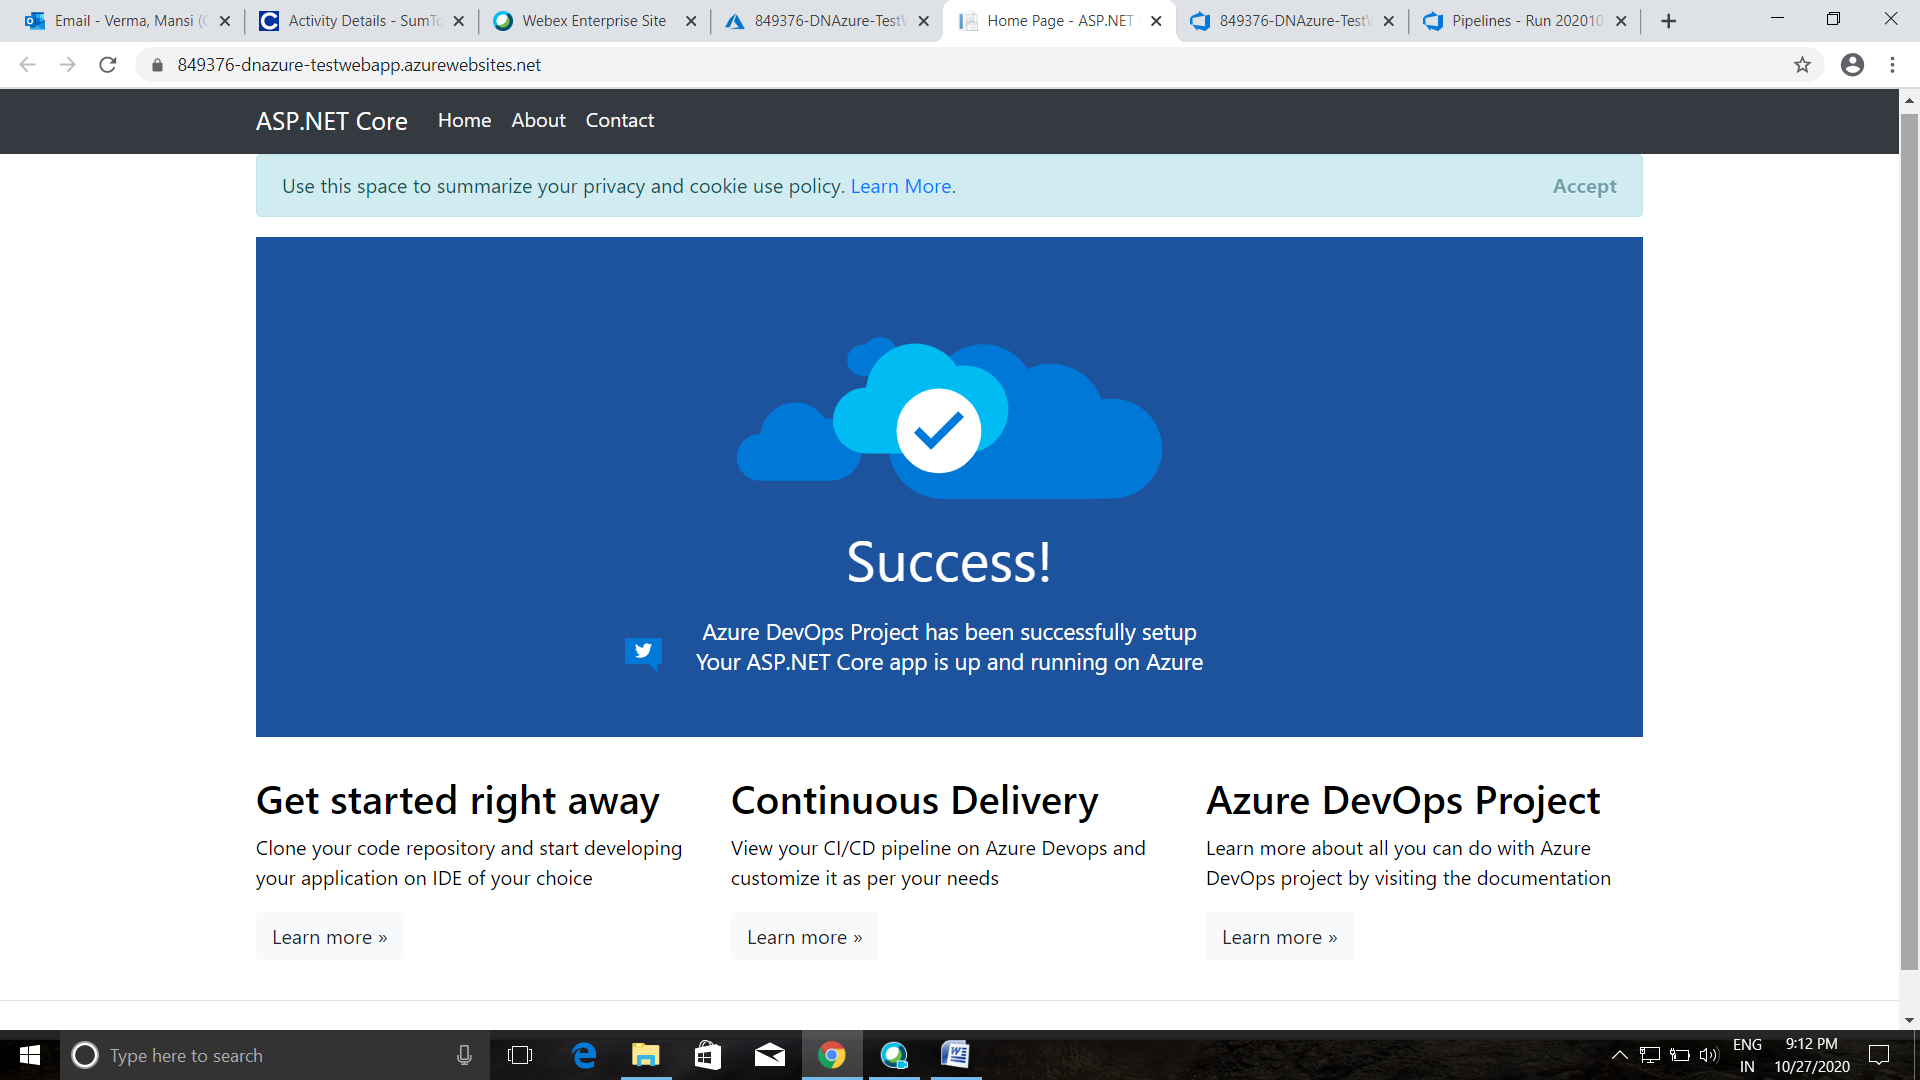 Email - Verma, Mansi (
Activity Details - SumTo
Webex Enterprise Site
849376-DNAzure-Test
Home Page - ASP.NET
849376-DNAzure-Test
Pipelines - Run 202010
849376-dnazure-testwebapp.azurewebsites.net
ASP.NET Core Home About Contact
Use this space to summarize your privacy and cookie use policy. Learn More. Accept
Success!
Azure DevOps Project has been successfully setup
Your ASP.NET Core app is up and running on Azure
Get started right away
Clone your code repository and start developing
your application on IDE of your choice
Learn more »
Continuous Delivery
View your CI/CD pipeline on Azure Devops and
customize it as per your needs
Learn more »
Azure DevOps Project
Learn more about all you can do with Azure
DevOps project by visiting the documentation
Learn more »
Type here to search
ENG
IN
9:12 PM
10/27/2020